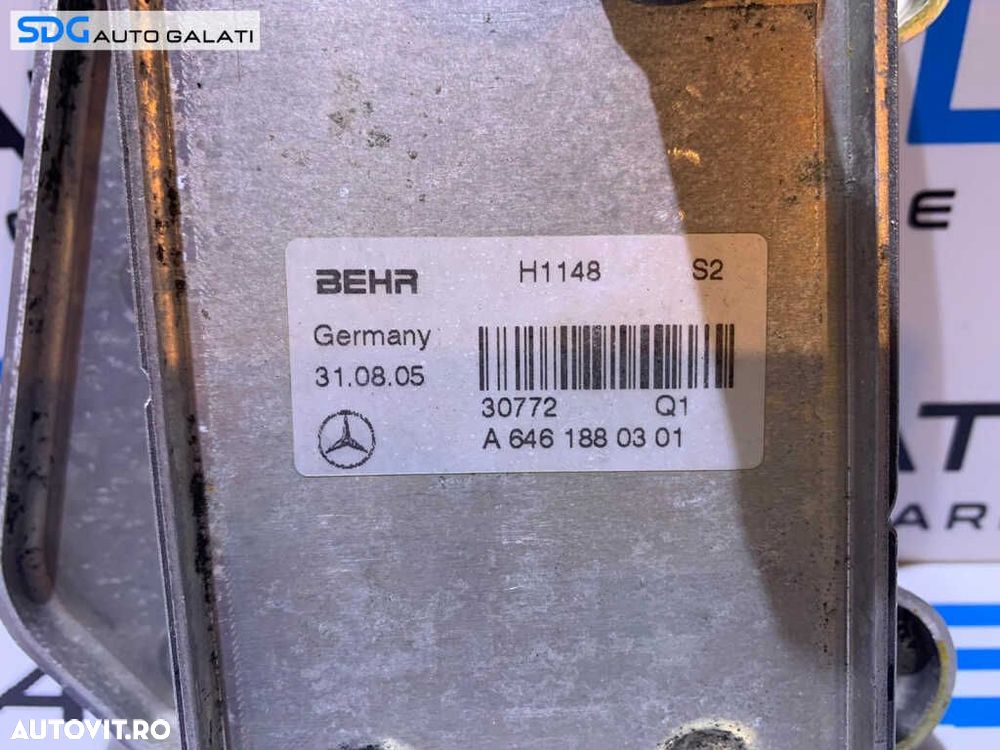 SDG AUTO GALATI
BEHR H1148 S2
Germany
31.08.05
30772 Q1
A 646 188 03 01
AUTOVIT.RO